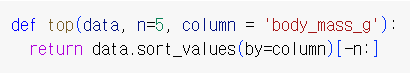 def top(data, n=5, column = 'body_mass_g'):
  return data.sort_values(by=column)[-n:]